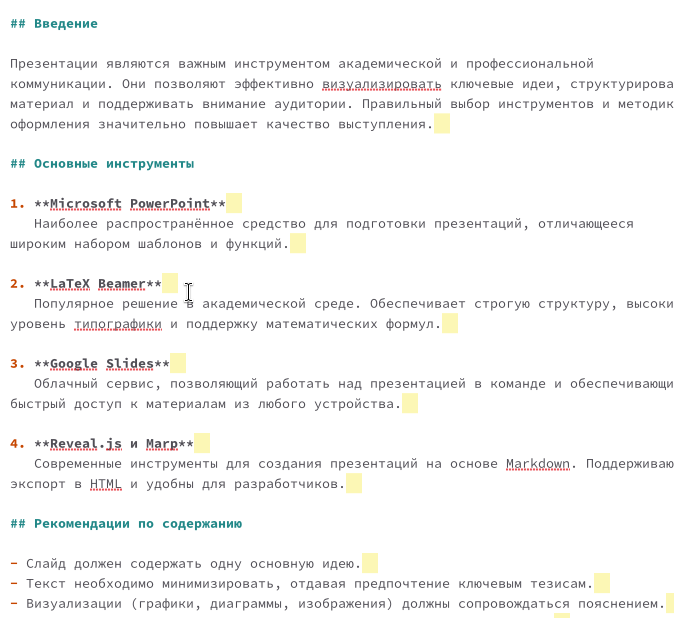 ## Введение
Презентации являются важным инструментом академической и профессиональной
коммуникации. Они позволяют эффективно визуализировать ключевые идеи, структурирова
материал и поддерживать внимание аудитории. Правильный выбор инструментов и методик
оформления значительно повышает качество выступления.
## Основные инструменты
1. **Microsoft PowerPoint**
Наиболее распространённое средство для подготовки презентаций, отличающееся
широким набором шаблонов и функций.
2. **LaTeX Beamer**
Популярное решение в академической среде. Обеспечивает строгую структуру, высоки
уровень типографики и поддержку математических формул.
3. **Google Slides**
Облачный сервис, позволяющий работать над презентацией в команде и обеспечивающи
быстрый доступ к материалам из любого устройства.
4. **Reveal.js и Marp**
Современные инструменты для создания презентаций на основе Markdown. Поддерживаю
экспорт в HTML и удобны для разработчиков.
## Рекомендации по содержанию
- Слайд должен содержать одну основную идею.
- Текст необходимо минимизировать, отдавая предпочтение ключевым тезисам.
- Визуализации (графики, диаграммы, изображения) должны сопровождаться пояснением.